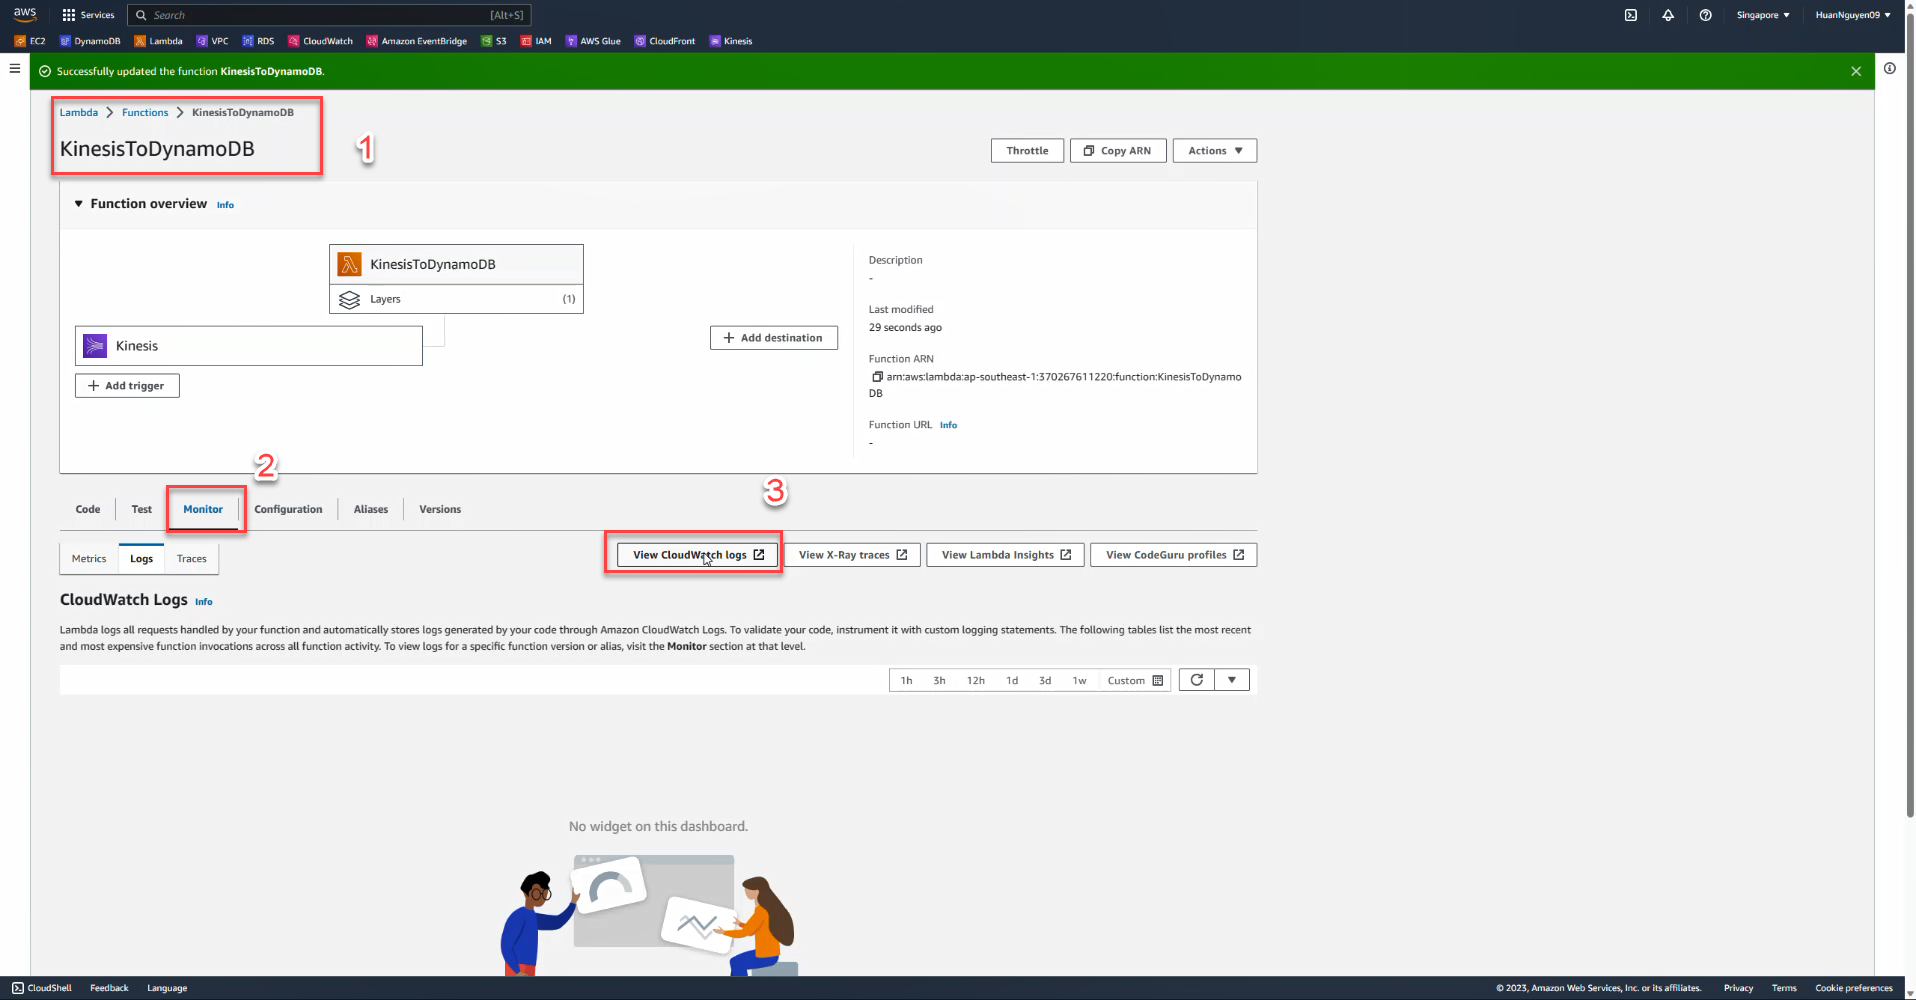 aws
Services
Search
[Alt+S]
Singapore ▼
HuanNguyen09 ▼
EC2
DynamoDB
Lambda
VPC
RDS
CloudWatch
Amazon EventBridge
S3
IAM
AWS Glue
CloudFront
Kinesis
Successfully updated the function KinesisToDynamoDB.
Lambda > Functions > KinesisToDynamoDB
KinesisToDynamoDB
1
Throttle
Copy ARN
Actions ▼
▼ Function overview Info
KinesisToDynamoDB
Layers (1)
Kinesis
+ Add trigger
+ Add destination
Description
-
Last modified
29 seconds ago
Function ARN
arn:aws:lambda:ap-southeast-1:370267611220:function:KinesisToDynamo
DB
Function URL Info
-
2
3
Code
Test
Monitor
Configuration
Aliases
Versions
Metrics
Logs
Traces
View CloudWatch logs
View X-Ray traces
View Lambda Insights
View CodeGuru profiles
CloudWatch Logs Info
Lambda logs all requests handled by your function and automatically stores logs generated by your code through Amazon CloudWatch Logs. To validate your code, instrument it with custom logging statements. The following tables list the most recent
and most expensive function invocations across all function activity. To view logs for a specific function version or alias, visit the Monitor section at that level.
1h
3h
12h
1d
3d
1w
Custom
No widget on this dashboard.
CloudShell
Feedback
Language
© 2023, Amazon Web Services, Inc. or its affiliates.
Privacy
Terms
Cookie preferences